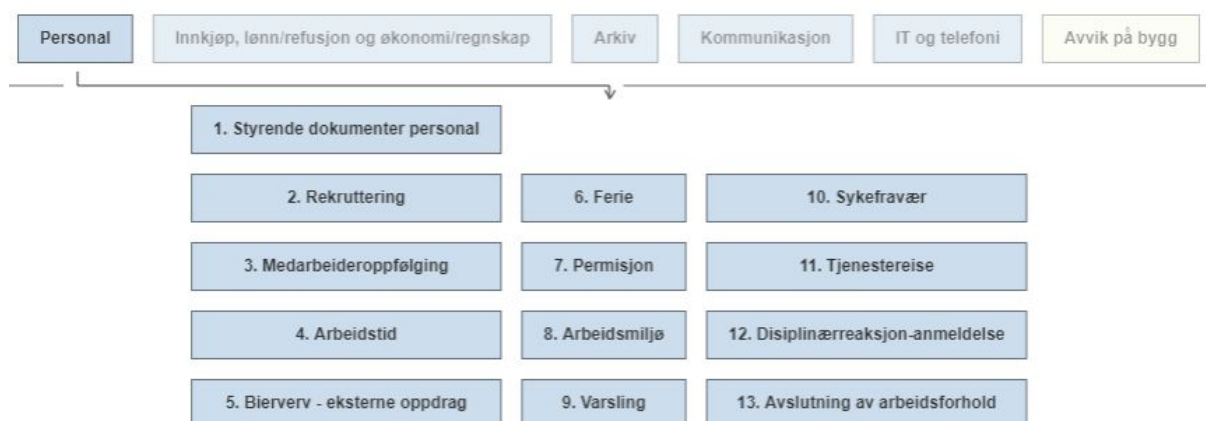 Personal
Innkjøp, lønn/refusjon og økonomi/regnskap
Arkiv
Kommunikasjon
IT og telefoni
Avvik på bygg
1. Styrende dokumenter personal
2. Rekruttering
6. Ferie
10. Sykefravær
3. Medarbeideroppfølging
7. Permisjon
11. Tjenestereise
4. Arbeidstid
8. Arbeidsmiljø
12. Disiplinærreaksjon-anmeldelse
5. Bierverv - eksterne oppdrag
9. Varsling
13. Avslutning av arbeidsforhold